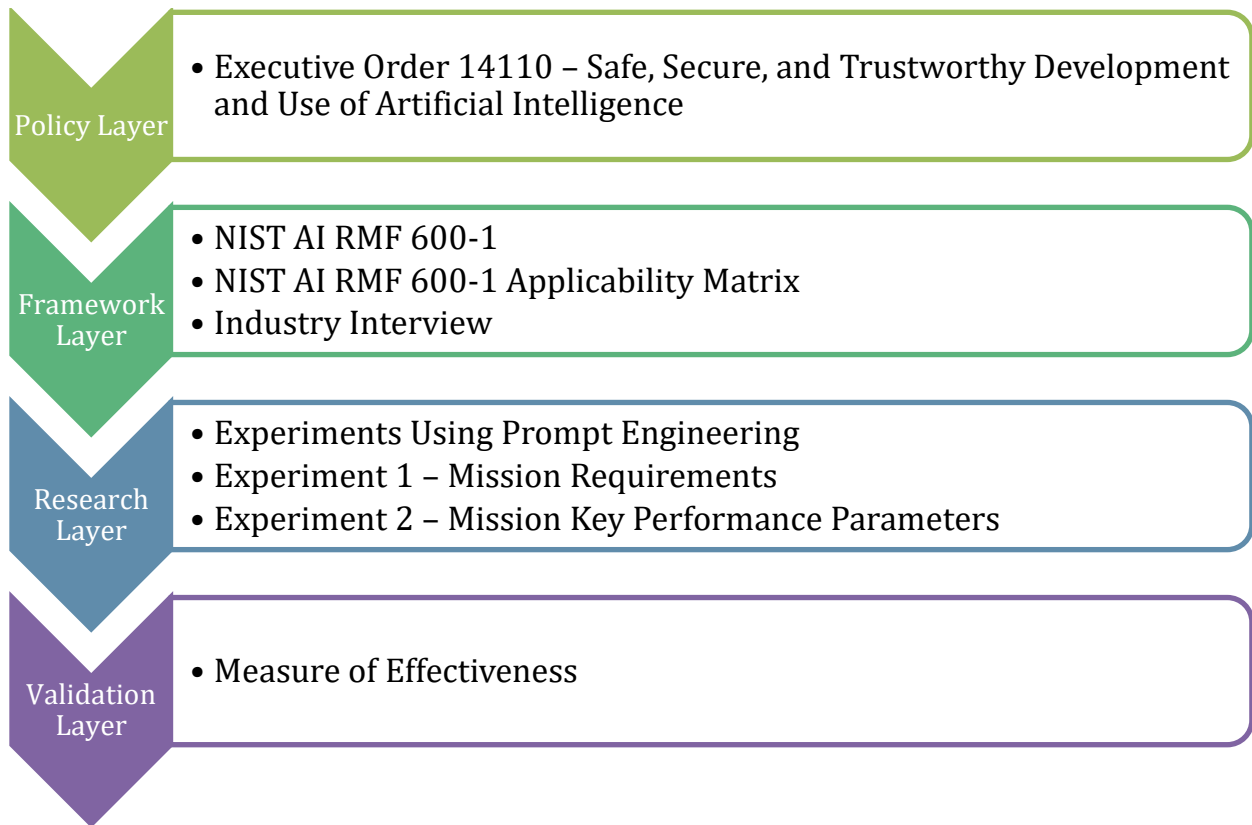 Policy Layer
• Executive Order 14110 – Safe, Secure, and Trustworthy Development
and Use of Artificial Intelligence
Framework
Layer
• NIST AI RMF 600-1
• NIST AI RMF 600-1 Applicability Matrix
• Industry Interview
Research
Layer
• Experiments Using Prompt Engineering
• Experiment 1 – Mission Requirements
• Experiment 2 – Mission Key Performance Parameters
Validation
Layer
• Measure of Effectiveness